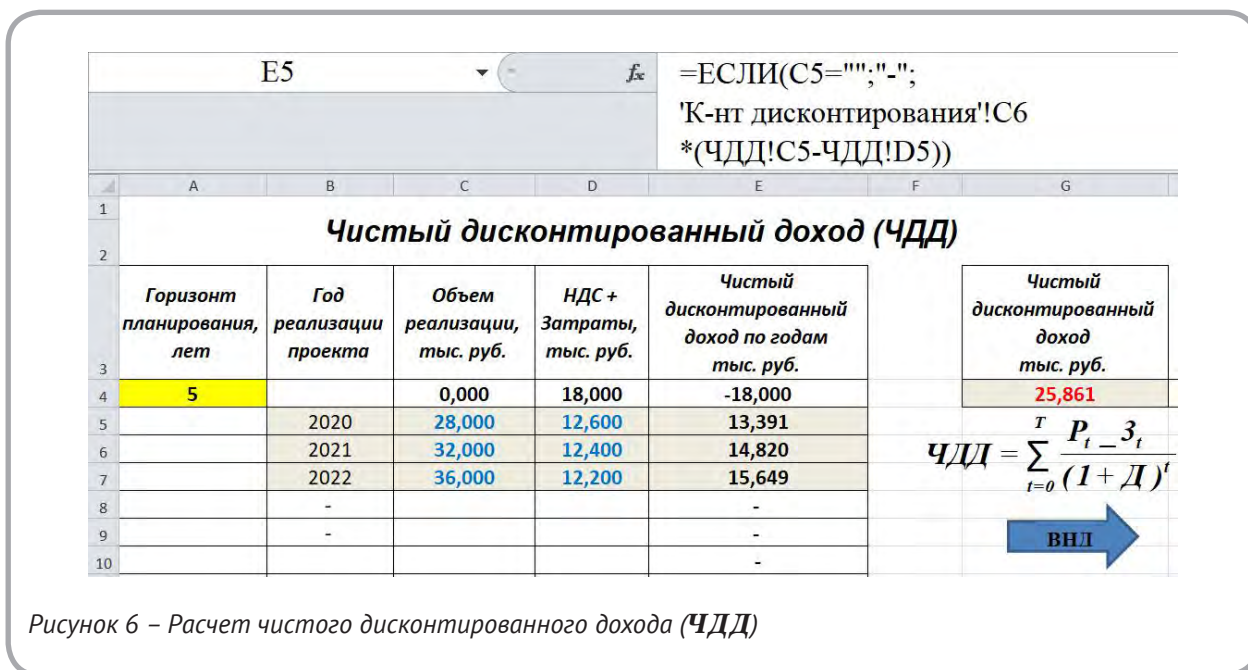 E5 fx =ЕСЛИ(C5="";"-";
'К-нт дисконтирования'!C6
*(ЧДД!C5-ЧДД!D5))
A B C D E F G
1
2 Чистый дисконтированный доход (ЧДД)
3 Горизонт планирования, лет Год реализации проекта Объем реализации, тыс. руб. НДС + Затраты, тыс. руб. Чистый дисконтированный доход по годам тыс. руб. Чистый дисконтированный доход тыс. руб.
4 5 0,000 18,000 -18,000 25,861
5 2020 28,000 12,600 13,391
6 2021 32,000 12,400 14,820
7 2022 36,000 12,200 15,649
8 - -
9 - -
10 -
ЧДД = T ∑ t=0 P t _ З t / (1 + Д ) t
ВНД
Рисунок 6 – Расчет чистого дисконтированного дохода (ЧДД)